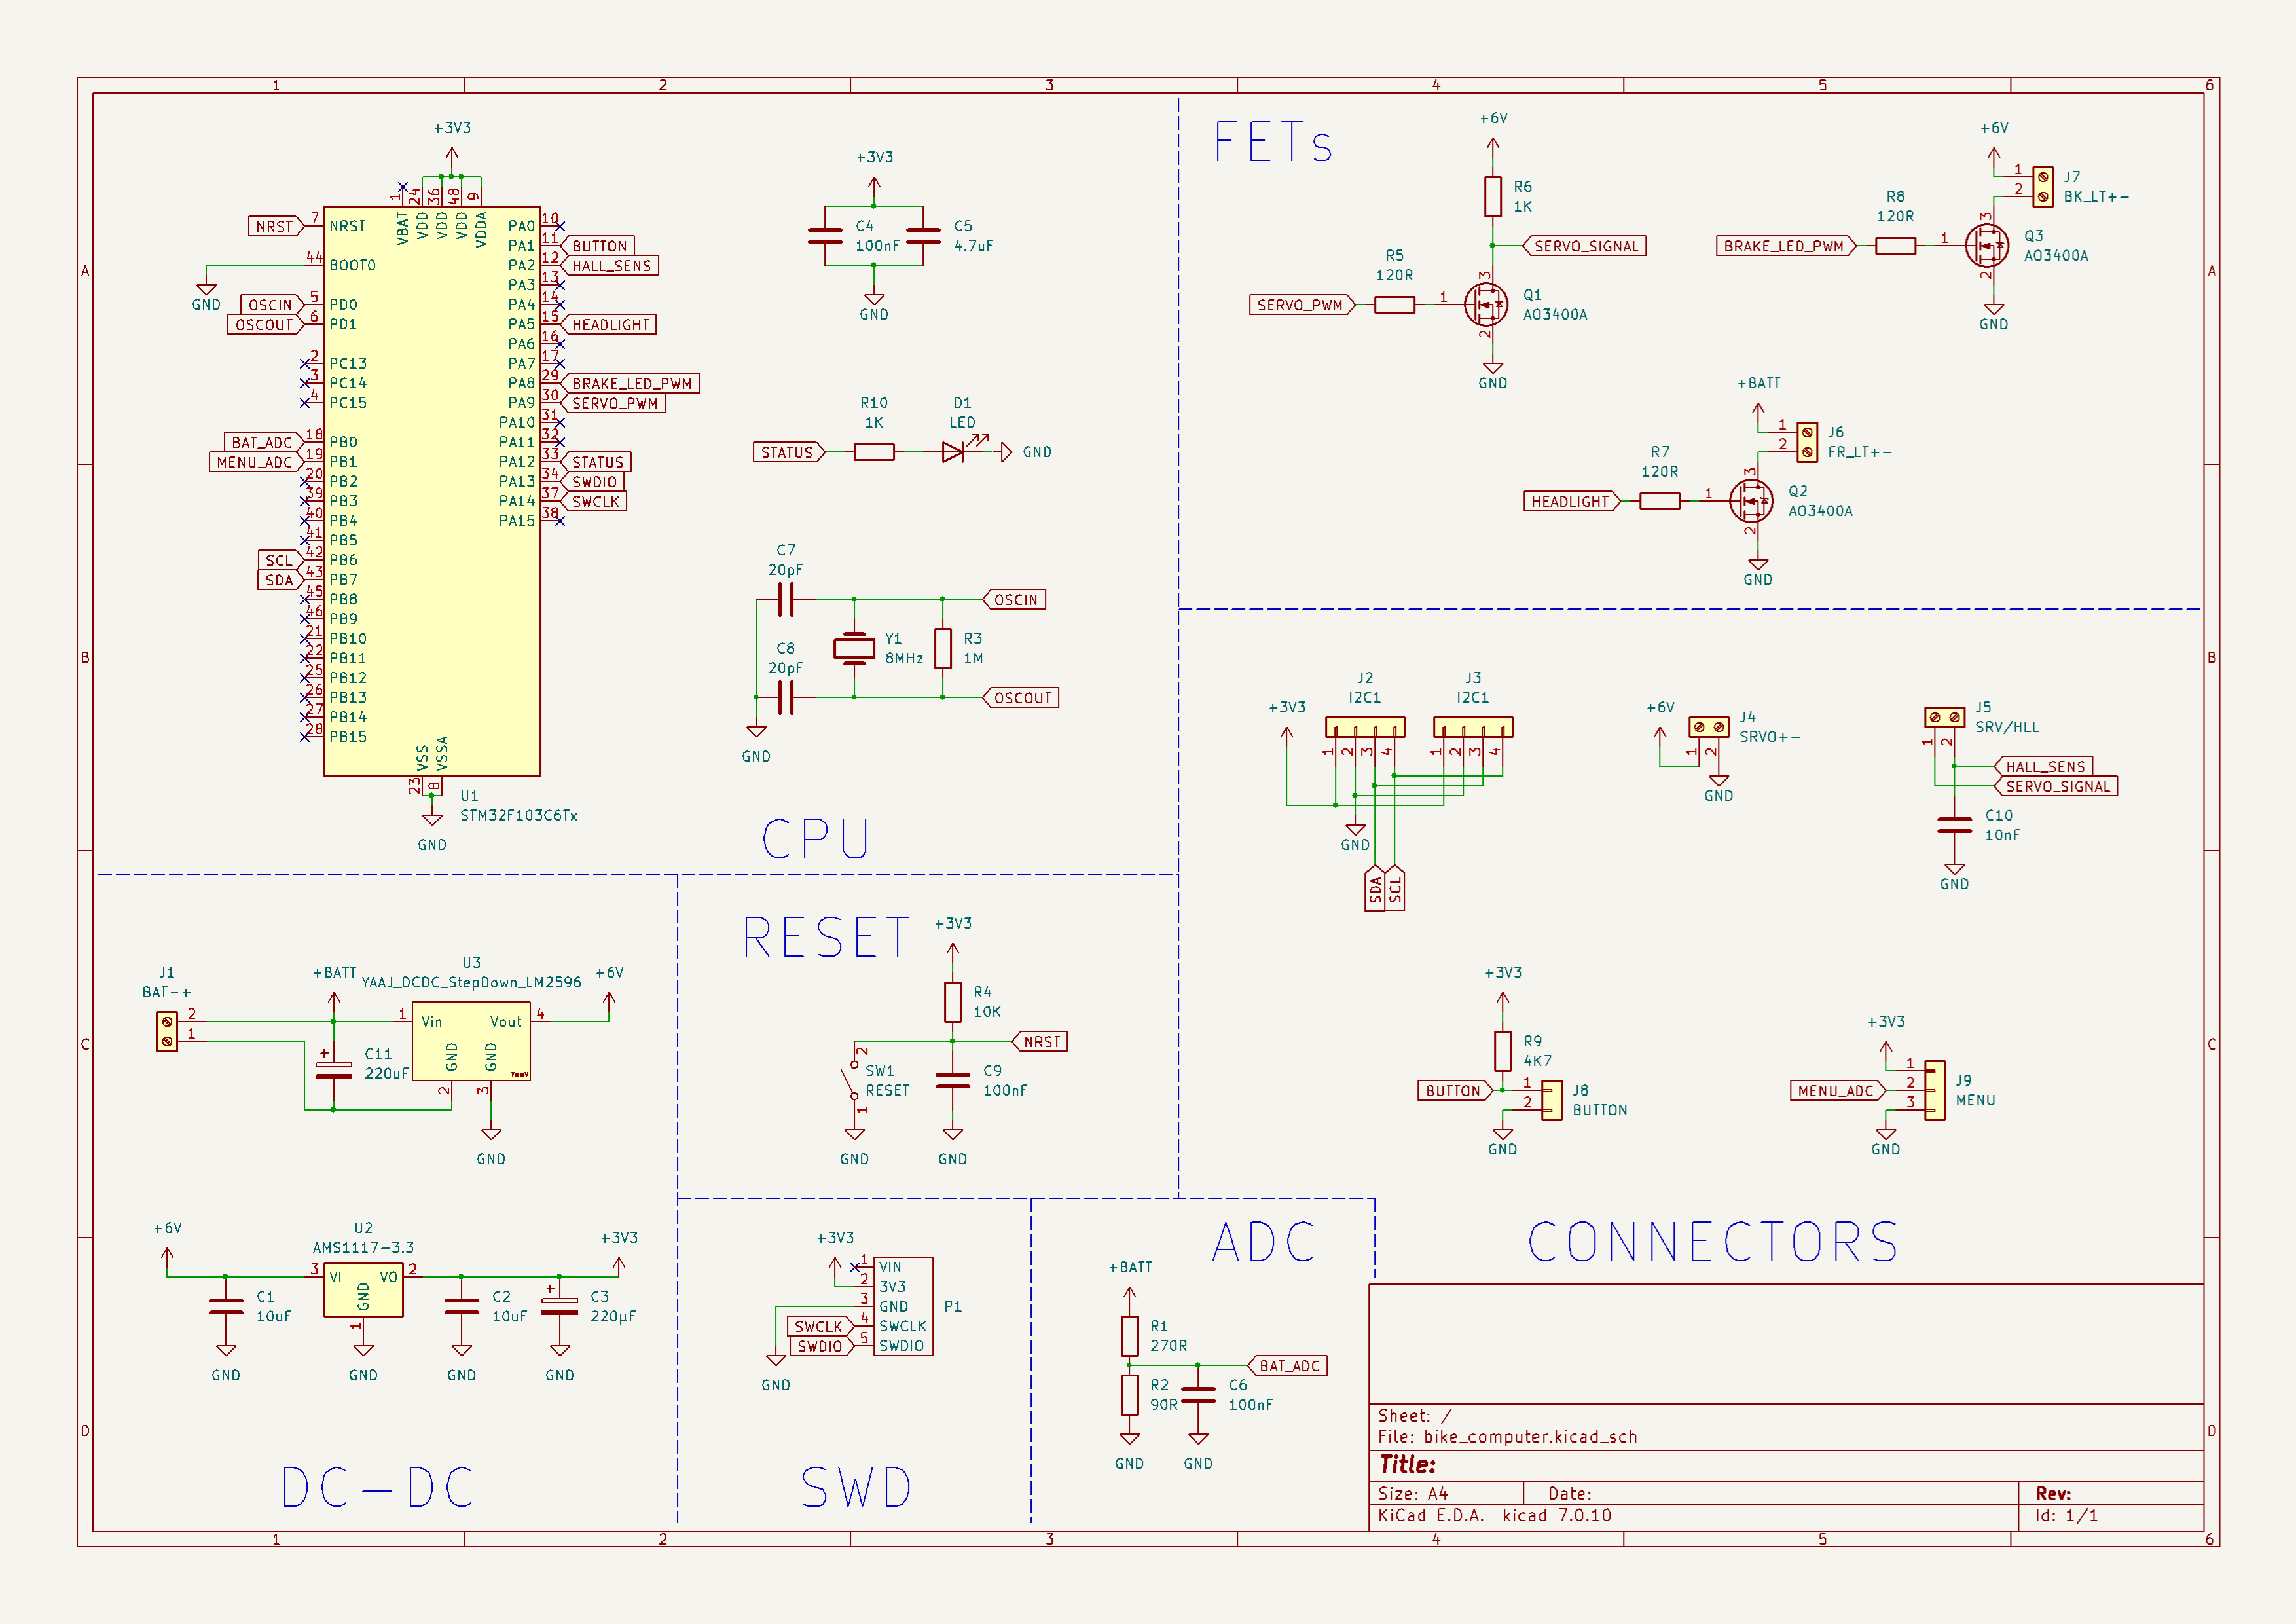 1 2 3 4 5 6
A
B
C
D
A
B
C
D
1 2 3 4 5 6
CPU
+3V3
1 24 36 48 9
VBAT VDD VDD VDD VDDA
NRST 7 NRST
44 BOOT0
GND
OSCIN 5 PD0
OSCOUT 6 PD1
2 PC13
3 PC14
4 PC15
BAT_ADC 18 PB0
MENU_ADC 19 PB1
20 PB2
39 PB3
40 PB4
41 PB5
SCL 42 PB6
SDA 43 PB7
45 PB8
46 PB9
21 PB10
22 PB11
25 PB12
26 PB13
27 PB14
28 PB15
PA0 10
PA1 11 BUTTON
PA2 12 HALL_SENS
PA3 13
PA4 14
PA5 15 HEADLIGHT
PA6 16
PA7 17
PA8 29 BRAKE_LED_PWM
PA9 30 SERVO_PWM
PA10 31
PA11 32
PA12 33 STATUS
PA13 34 SWDIO
PA14 37 SWCLK
PA15 38
VSS VSSA
23 8
U1
STM32F103C6Tx
GND
+3V3
C4
100nF
C5
4.7uF
GND
R10
1K
D1
LED
STATUS
GND
C7
20pF
OSCIN
C8
20pF
Y1
8MHz
R3
1M
OSCOUT
GND
FETs
+6V
R6
1K
SERVO_SIGNAL
R5
120R
SERVO_PWM
1
3
2
Q1
AO3400A
GND
+6V
1
2
J7
BK_LT+-
R8
120R
BRAKE_LED_PWM
1
3
2
Q3
AO3400A
GND
+BATT
1
2
J6
FR_LT+-
R7
120R
HEADLIGHT
1
3
2
Q2
AO3400A
GND
J2
I2C1
J3
I2C1
+3V3
1 2 3 4
1 2 3 4
GND
SDA
SCL
+6V
J4
SRVO+-
1 2
GND
J5
SRV/HLL
1 2
HALL_SENS
SERVO_SIGNAL
C10
10nF
GND
+3V3
R9
4K7
BUTTON
1
2
J8
BUTTON
GND
+3V3
MENU_ADC
1
2
3
J9
MENU
GND
CONNECTORS
J1
BAT-+
2
1
+BATT
U3
YAAJ_DCDC_StepDown_LM2596
+6V
1 Vin
Vout 4
GND GND
2 3
C11
220uF
GND
+6V
U2
AMS1117-3.3
+3V3
3 VI
VO 2
GND
1
C1
10uF
C2
10uF
C3
220µF
GND GND GND GND
DC-DC
RESET
+3V3
R4
10K
NRST
2
SW1
RESET
1
C9
100nF
GND GND
+3V3
1 VIN
2 3V3
3 GND
SWCLK 4 SWCLK
SWDIO 5 SWDIO
P1
GND
SWD
ADC
+BATT
R1
270R
BAT_ADC
R2
90R
C6
100nF
GND GND
Sheet: /
File: bike_computer.kicad_sch
Title:
Size: A4 Date: Rev:
KiCad E.D.A. kicad 7.0.10 Id: 1/1